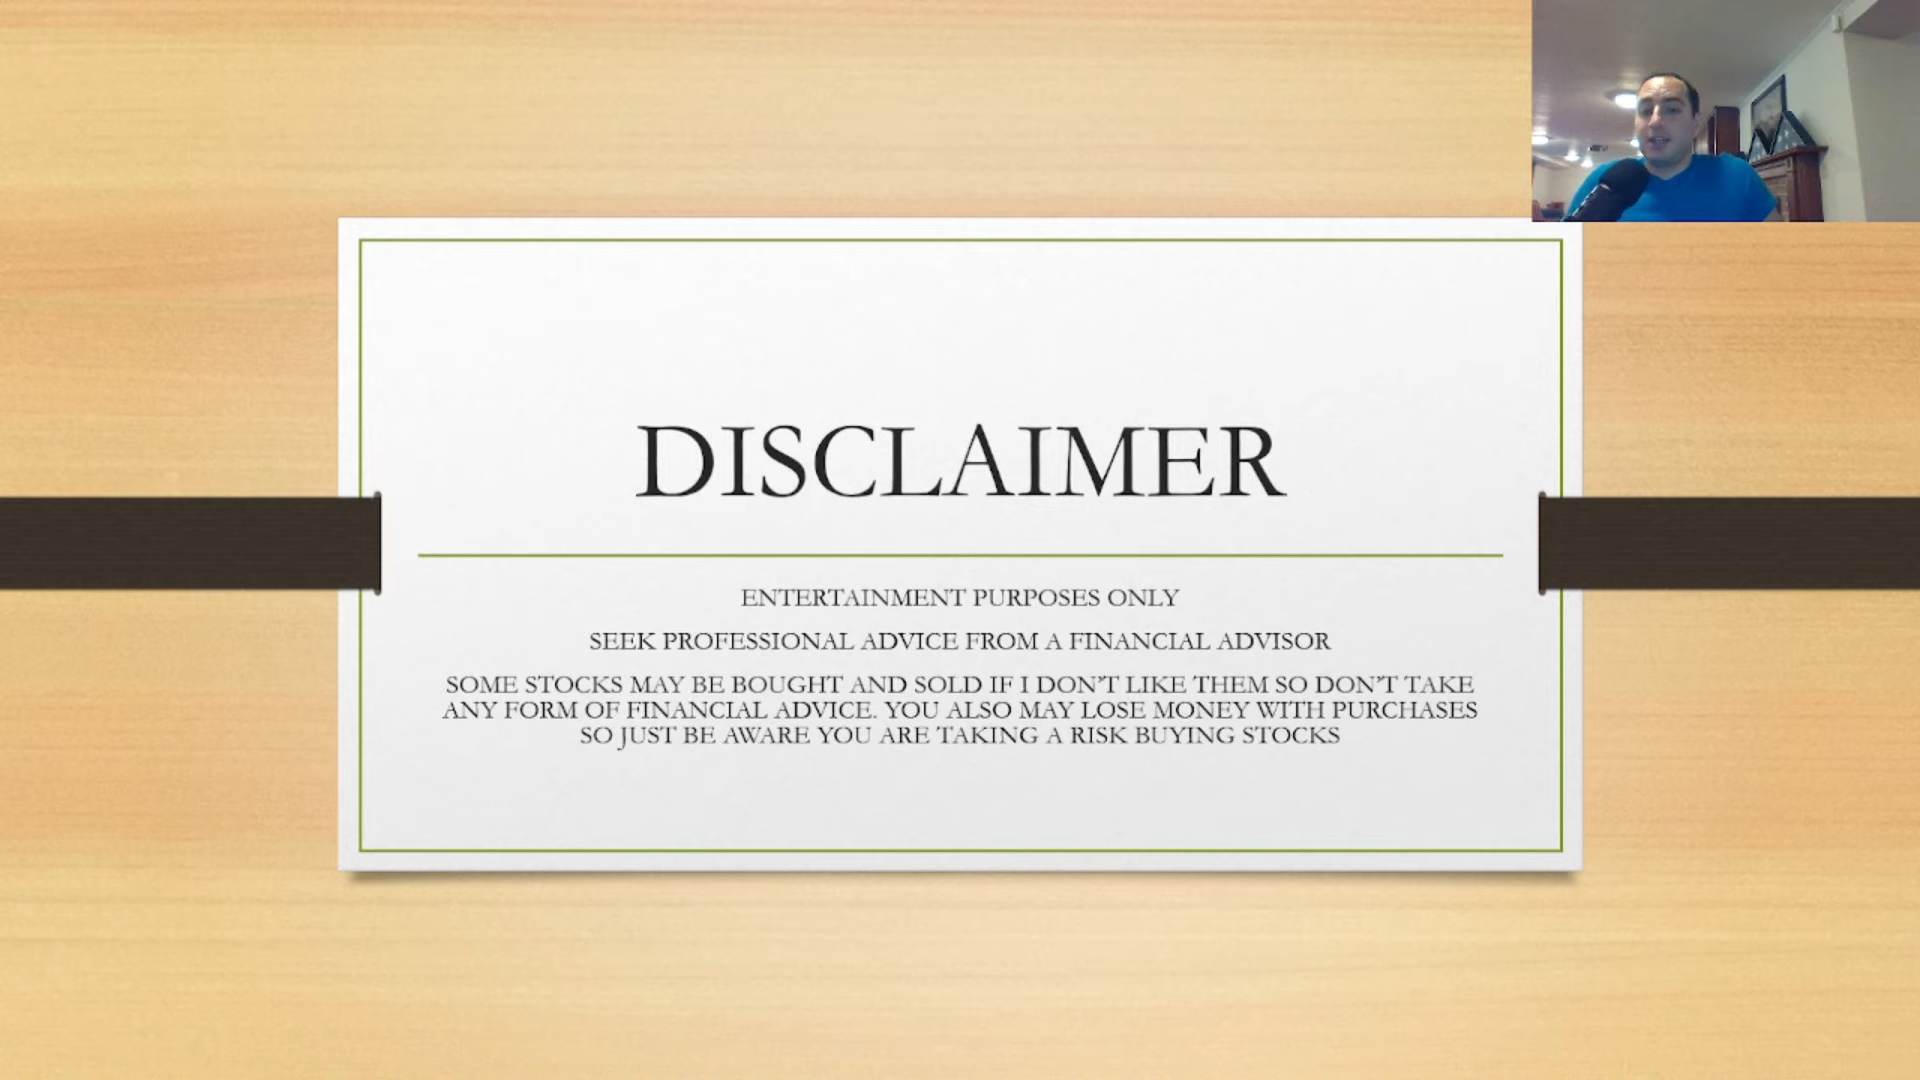 DISCLAIMER
ENTERTAINMENT PURPOSES ONLY
SEEK PROFESSIONAL ADVICE FROM A FINANCIAL ADVISOR
SOME STOCKS MAY BE BOUGHT AND SOLD IF I DON'T LIKE THEM SO DON'T TAKE
ANY FORM OF FINANCIAL ADVICE. YOU ALSO MAY LOSE MONEY WITH PURCHASES
SO JUST BE AWARE YOU ARE TAKING A RISK BUYING STOCKS